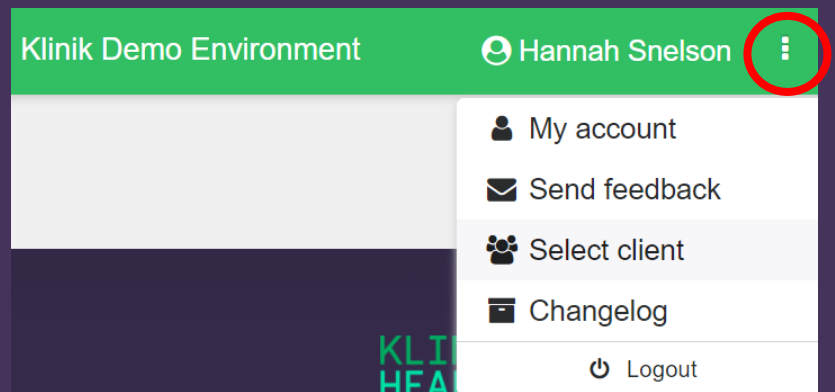 Klinik Demo Environment
Hannah Snelson
My account
Send feedback
Select client
Changelog
Logout